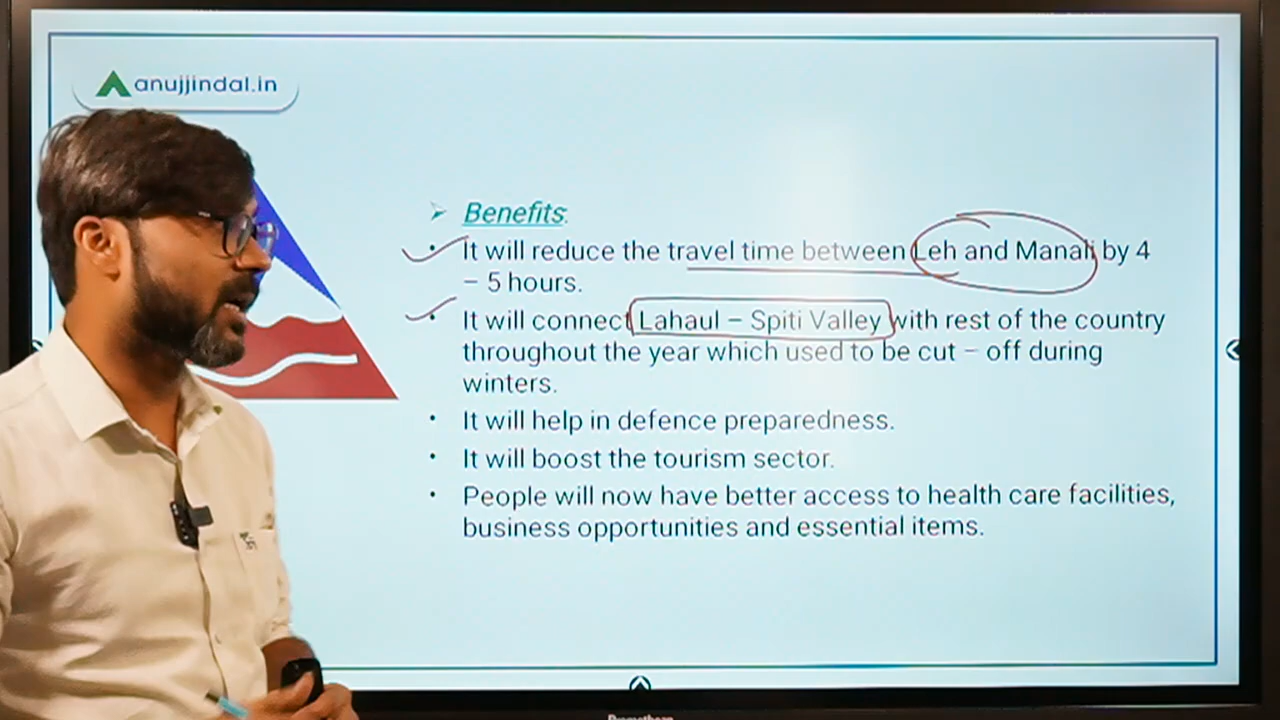 anujjindal.in
➢ Benefits:
• It will reduce the travel time between Leh and Manali by 4
– 5 hours.
• It will connect Lahaul – Spiti Valley with rest of the country
throughout the year which used to be cut – off during
winters.
• It will help in defence preparedness.
• It will boost the tourism sector.
• People will now have better access to health care facilities,
business opportunities and essential items.
Promethean